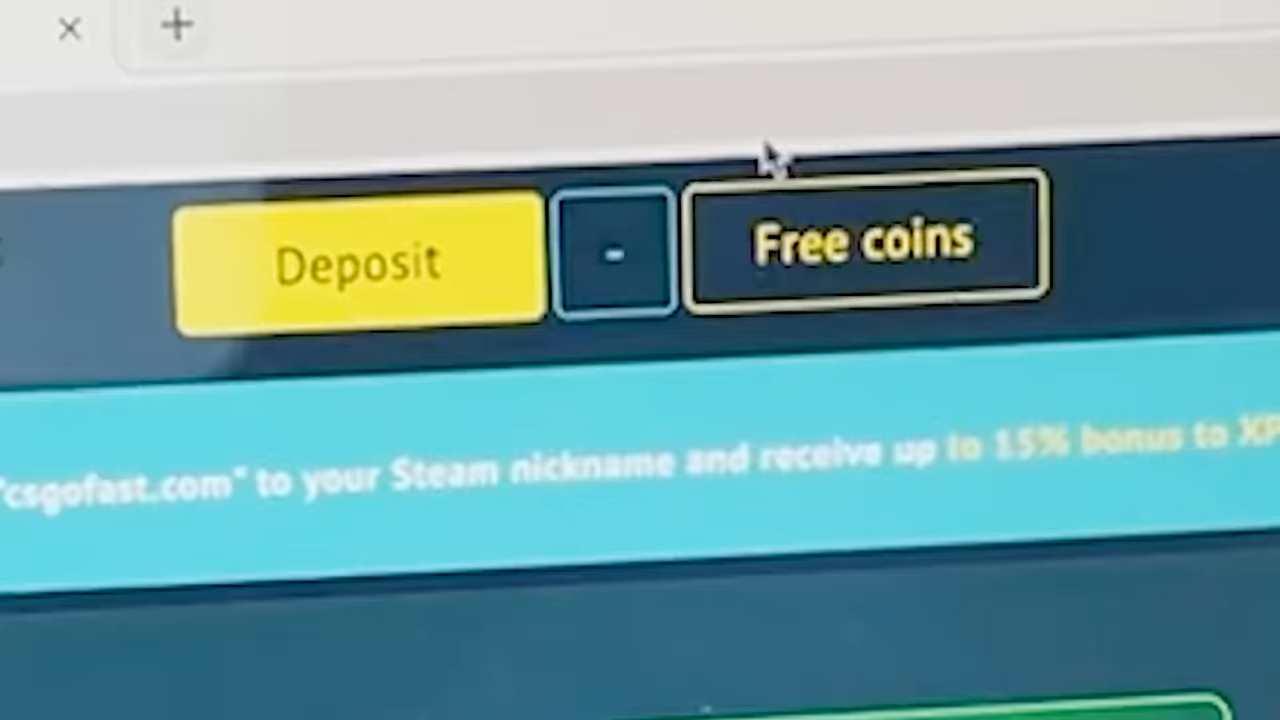 Deposit
-
Free coins
"csgofast.com" to your Steam nickname and receive up to 15% bonus to XP